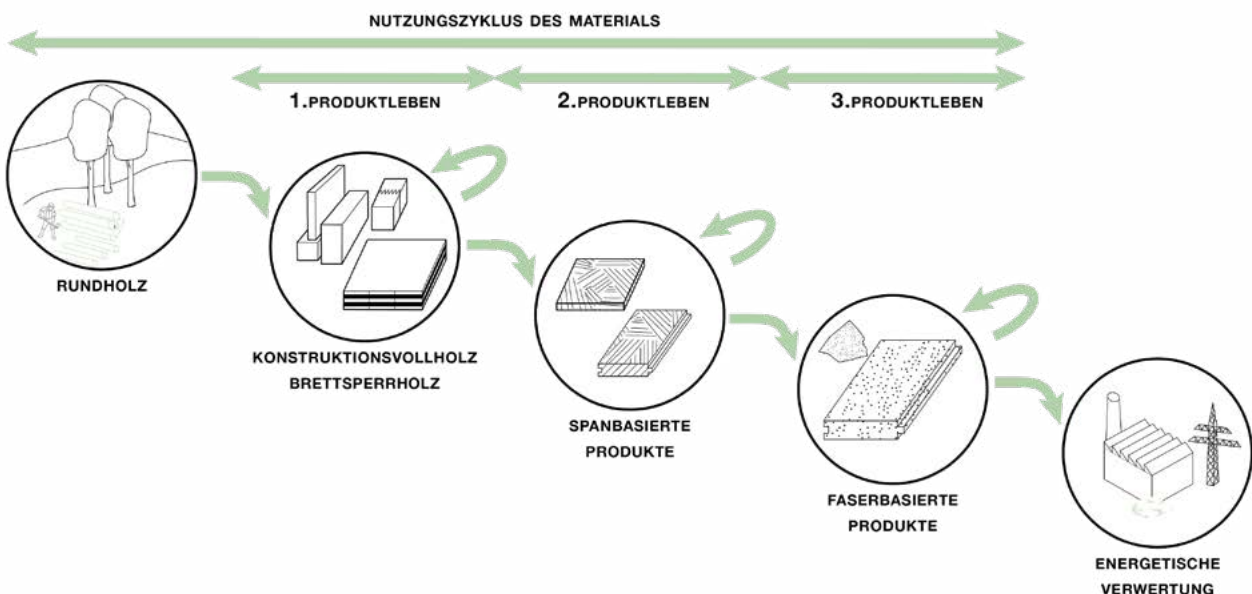 NUTZUNGSZYKLUS DES MATERIALS
1.PRODUKTLEBEN
2.PRODUKTLEBEN
3.PRODUKTLEBEN
RUNDHOLZ
KONSTRUKTIONSVOLLHOLZ
BRETTSPERRHOLZ
SPANBASIERTE
PRODUKTE
FASERBASIERTE
PRODUKTE
ENERGETISCHE
VERWERTUNG